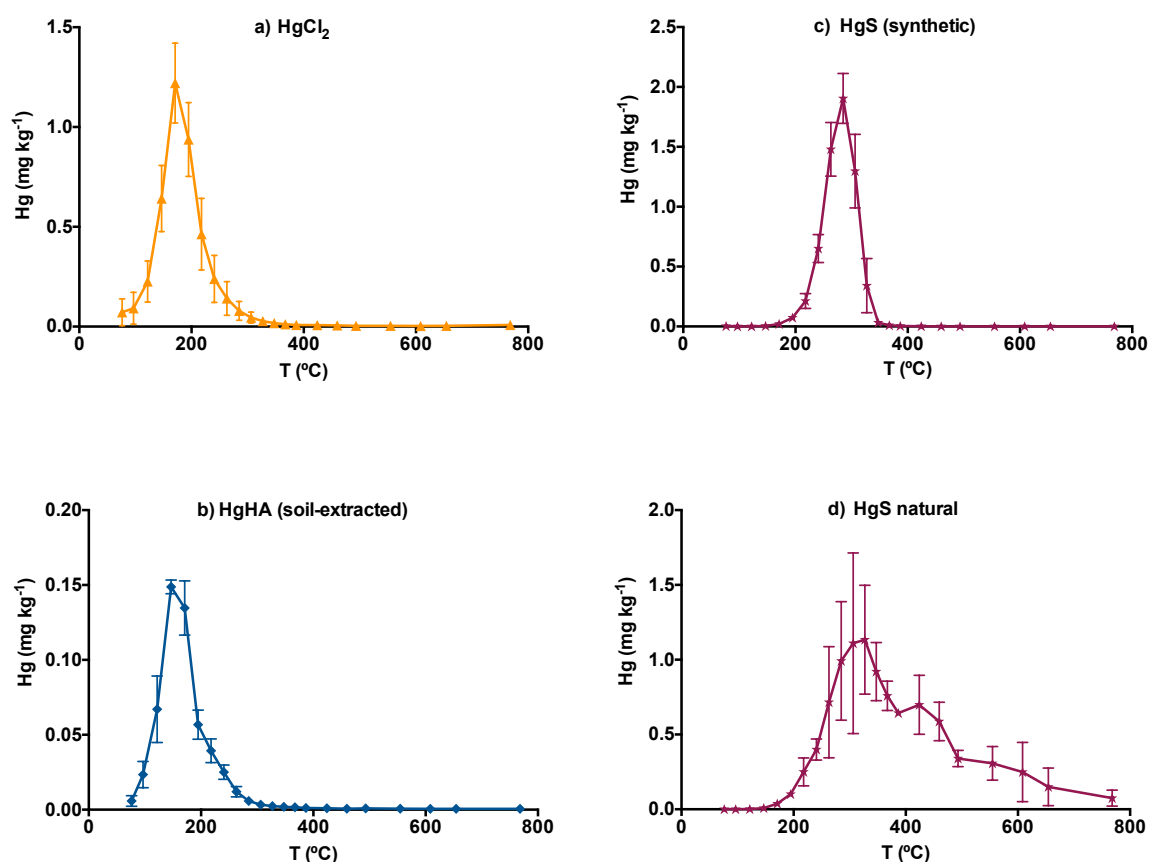 a) HgCl2
1.5
1.0
0.5
0.0
Hg (mg kg-1)
0 200 400 600 800
T (ºC)
c) HgS (synthetic)
2.5
2.0
1.5
1.0
0.5
0.0
Hg (mg kg-1)
0 200 400 600 800
T (ºC)
b) HgHA (soil-extracted)
0.20
0.15
0.10
0.05
0.00
Hg (mg kg-1)
0 200 400 600 800
T (ºC)
d) HgS natural
2.0
1.5
1.0
0.5
0.0
Hg (mg kg-1)
0 200 400 600 800
T (ºC)